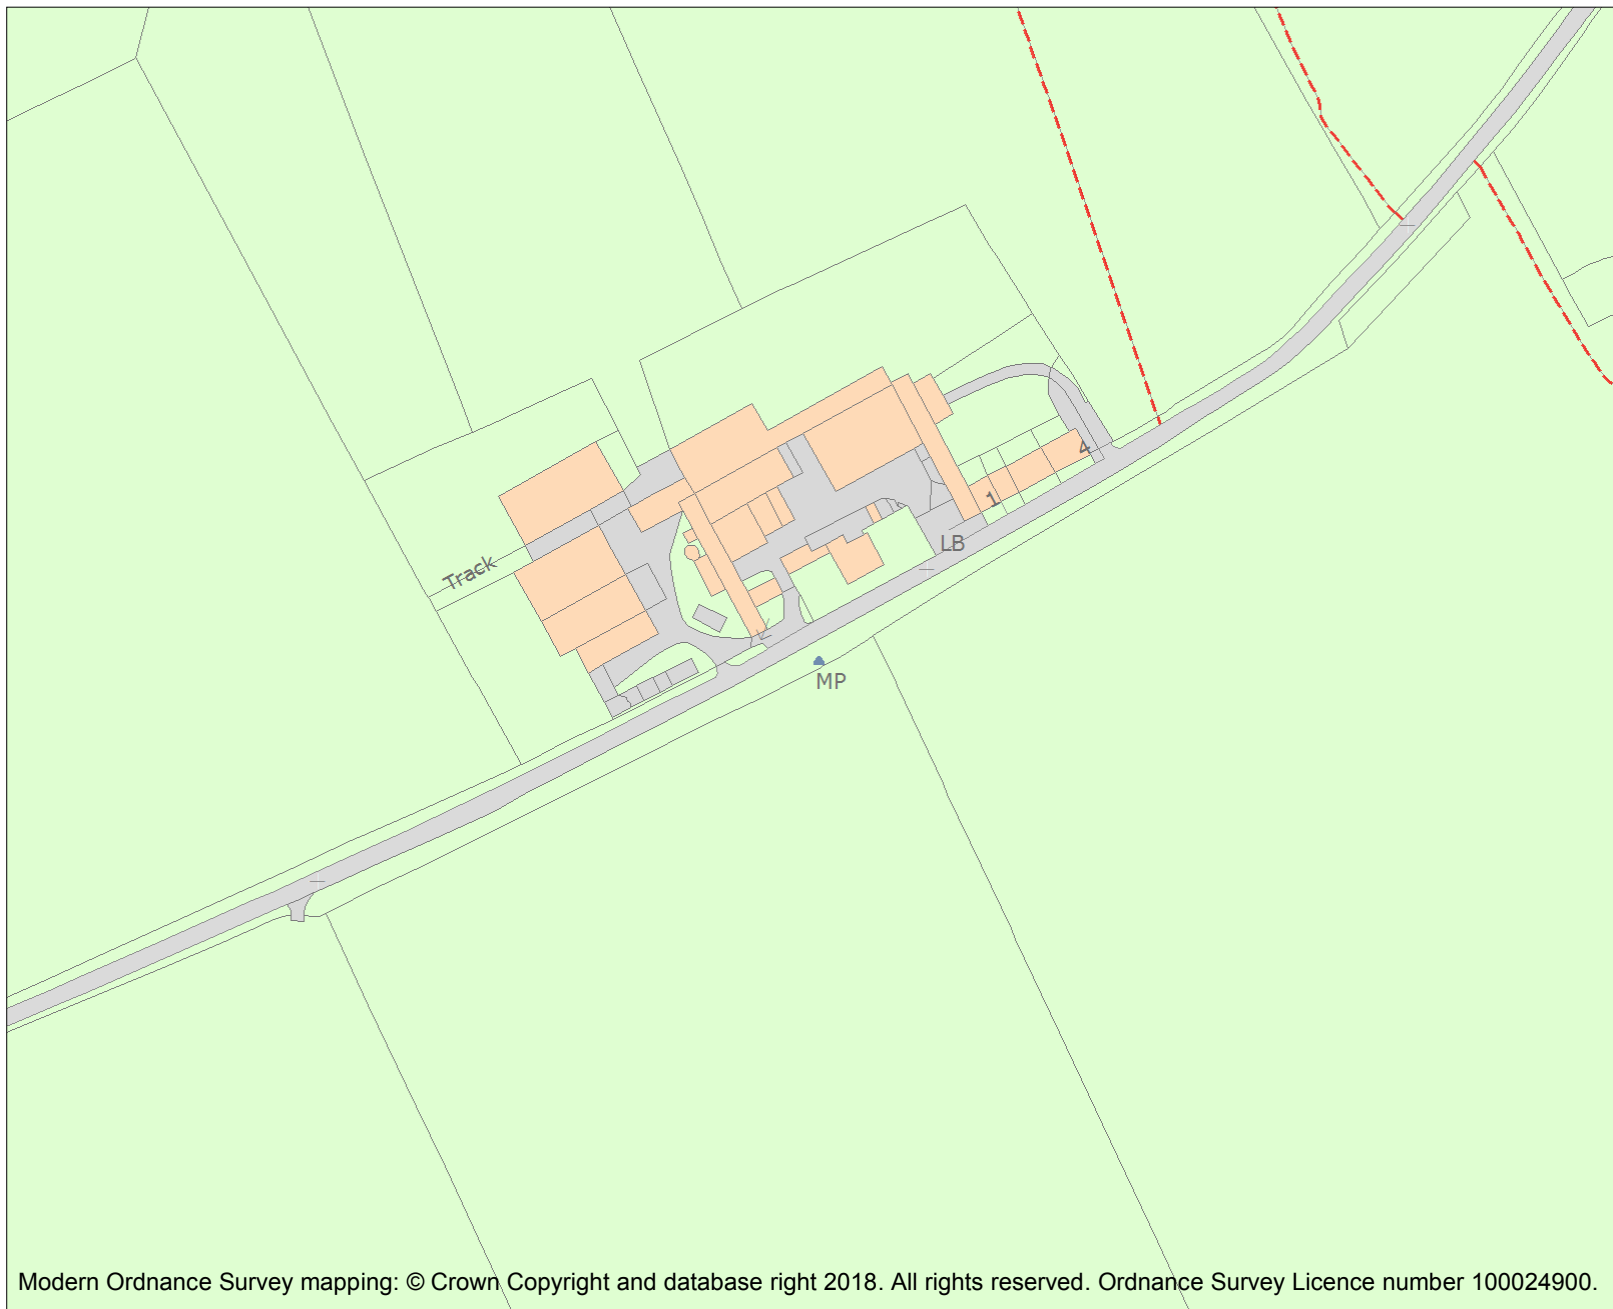 4
1
LB
Track
MP
Modern Ordnance Survey mapping: © Crown Copyright and database right 2018. All rights reserved. Ordnance Survey Licence number 100024900.